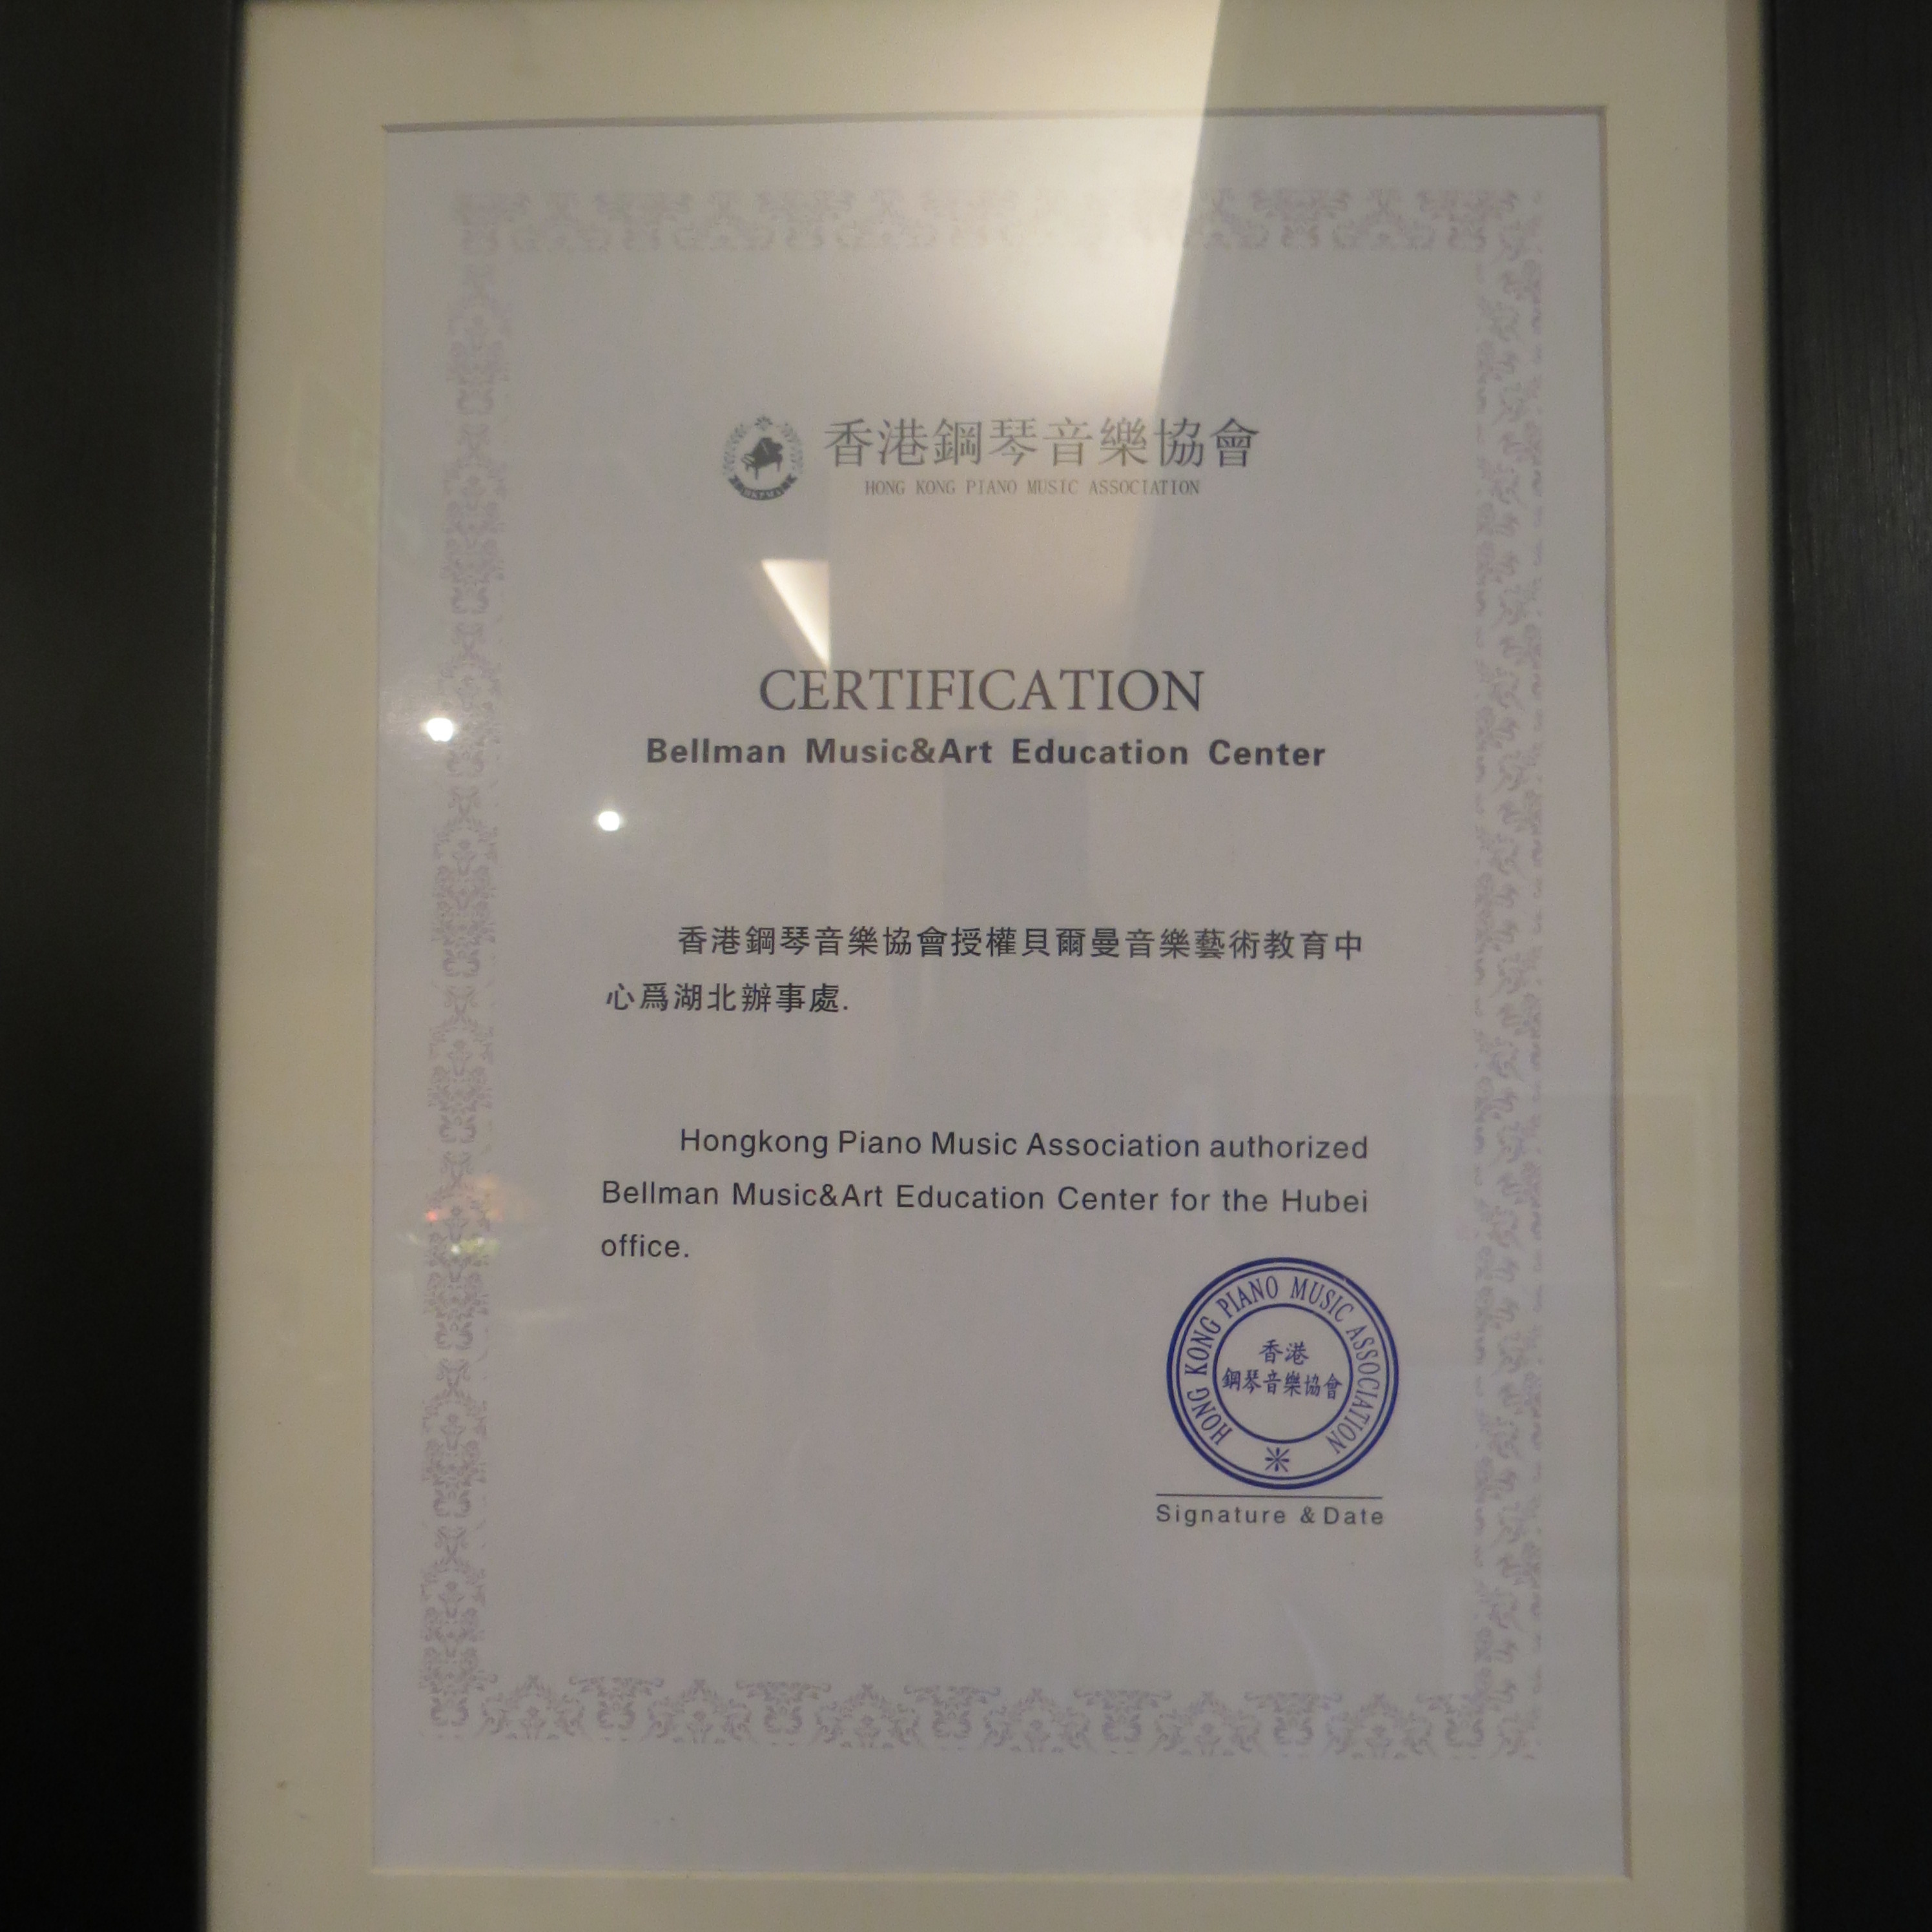 香港鋼琴音樂協會
HONG KONG PIANO MUSIC ASSOCIATION
CERTIFICATION
Bellman Music&Art Education Center
香港鋼琴音樂協會授權貝爾曼音樂藝術教育中
心爲湖北辦事處.
Hongkong Piano Music Association authorized
Bellman Music&Art Education Center for the Hubei
office.
HONG KONG PIANO MUSIC ASSOCIATION
香港
鋼琴音樂協會
Signature & Date